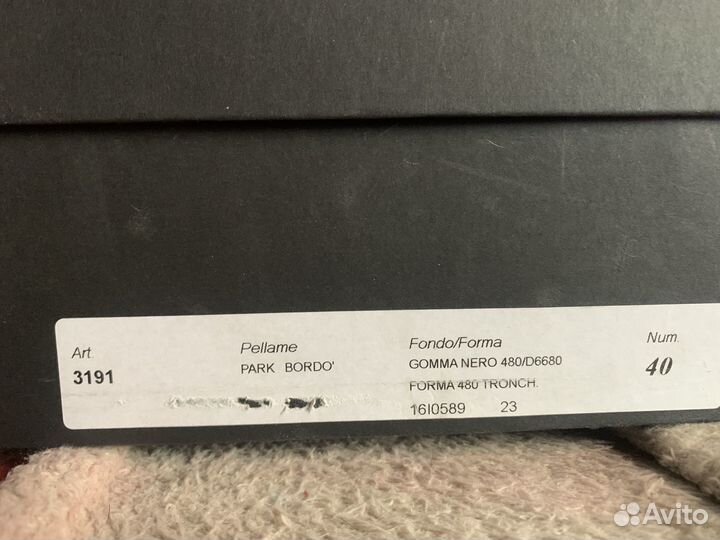 Art. Pellame Fondo/Forma Num.
3191 PARK BORDO' GOMMA NERO 480/D6680 40
FORMA 480 TRONCH.
16I0589 23
Avito